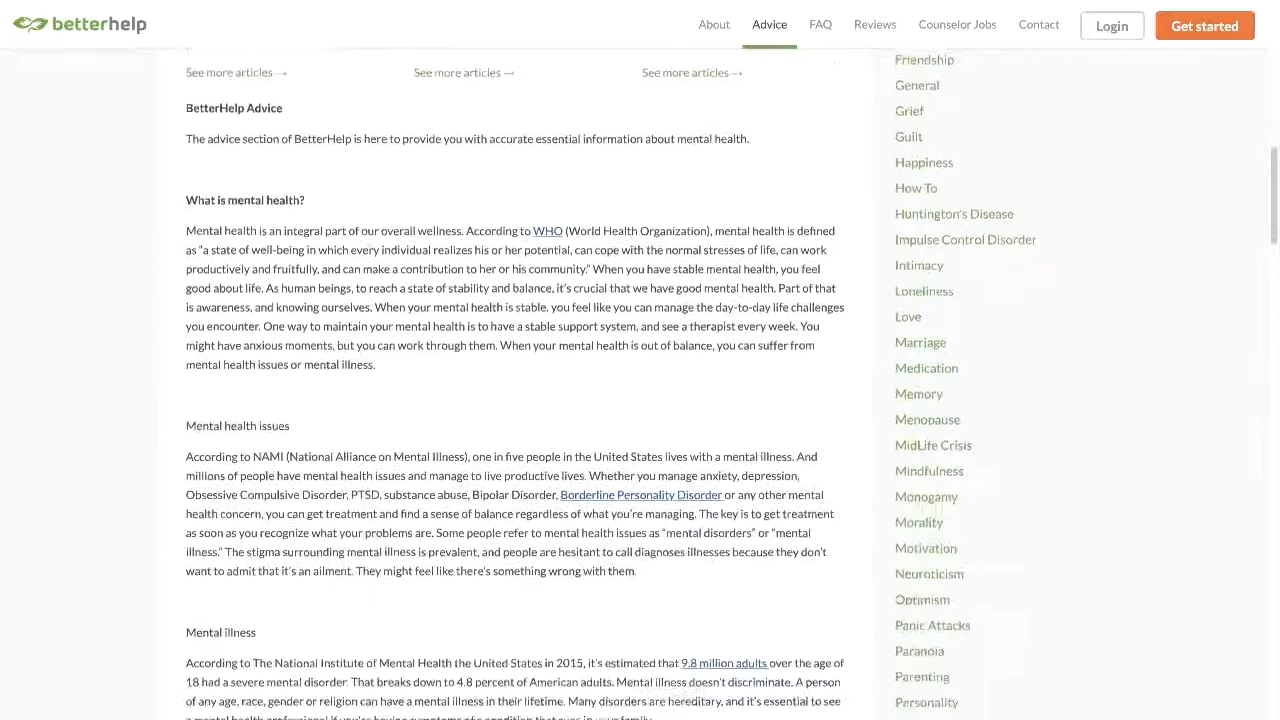 betterhelp
About Advice FAQ Reviews Counselor Jobs Contact Login Get started
See more articles → See more articles → See more articles →
BetterHelp Advice
The advice section of BetterHelp is here to provide you with accurate essential information about mental health.
What is mental health?
Mental health is an integral part of our overall wellness. According to WHO (World Health Organization), mental health is defined
as “a state of well-being in which every individual realizes his or her potential, can cope with the normal stresses of life, can work
productively and fruitfully, and can make a contribution to her or his community.” When you have stable mental health, you feel
good about life. As human beings, to reach a state of stability and balance, it’s crucial that we have good mental health. Part of that
is awareness, and knowing ourselves. When your mental health is stable, you feel like you can manage the day-to-day life challenges
you encounter. One way to maintain your mental health is to have a stable support system, and see a therapist every week. You
might have anxious moments, but you can work through them. When your mental health is out of balance, you can suffer from
mental health issues or mental illness.
Mental health issues
According to NAMI (National Alliance on Mental Illness), one in five people in the United States lives with a mental illness. And
millions of people have mental health issues and manage to live productive lives. Whether you manage anxiety, depression,
Obsessive Compulsive Disorder, PTSD, substance abuse, Bipolar Disorder, Borderline Personality Disorder or any other mental
health concern, you can get treatment and find a sense of balance regardless of what you’re managing. The key is to get treatment
as soon as you recognize what your problems are. Some people refer to mental health issues as “mental disorders” or “mental
illness.” The stigma surrounding mental illness is prevalent, and people are hesitant to call diagnoses illnesses because they don’t
want to admit that it’s an ailment. They might feel like there’s something wrong with them.
Mental illness
According to The National Institute of Mental Health the United States in 2015, it’s estimated that 9.8 million adults over the age of
18 had a severe mental disorder. That breaks down to 4.8 percent of American adults. Mental illness doesn’t discriminate. A person
of any age, race, gender or religion can have a mental illness in their lifetime. Many disorders are hereditary, and it’s essential to see
Friendship
General
Grief
Guilt
Happiness
How To
Huntington's Disease
Impulse Control Disorder
Intimacy
Loneliness
Love
Marriage
Medication
Memory
Menopause
MidLife Crisis
Mindfulness
Monogamy
Morality
Motivation
Neuroticism
Optimism
Panic Attacks
Paranoia
Parenting
Personality